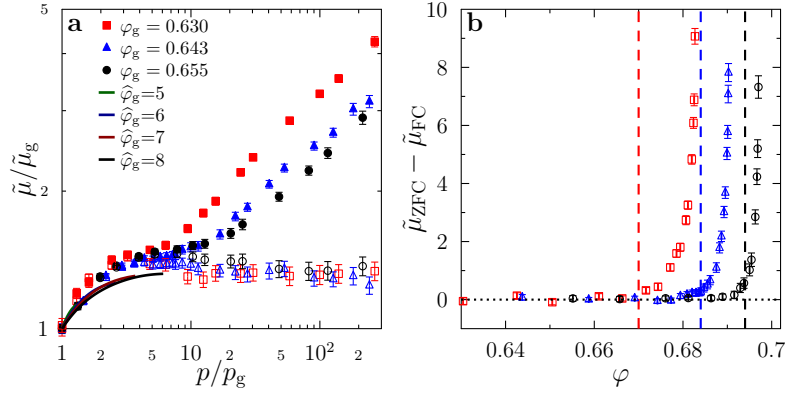 a
φg = 0.630
φg = 0.643
φg = 0.655
φ̂g=5
φ̂g=6
φ̂g=7
φ̂g=8
5
2
1
μ̃/μ̃g
1 2 5 10 2 5 10² 2
p/pg
b
10
8
6
4
2
0
μ̃ZFC − μ̃FC
0.64 0.66 0.68 0.7
φ